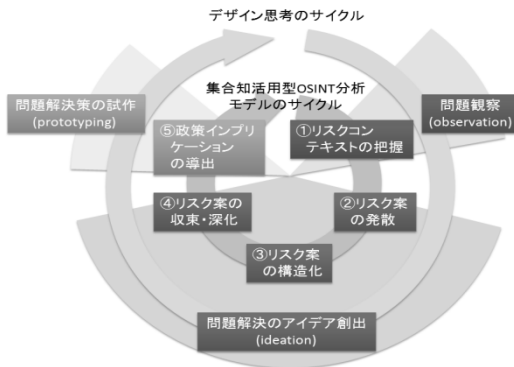 デザイン思考のサイクル
集合知活用型OSINT分析
モデルのサイクル
問題解決策の試作
(prototyping)
問題観察
(observation)
⑤政策インプリ
ケーション
の導出
①リスクコン
テキストの把握
④リスク案の
収束・深化
②リスク案
の発散
③リスク案
の構造化
問題解決のアイデア創出
(ideation)